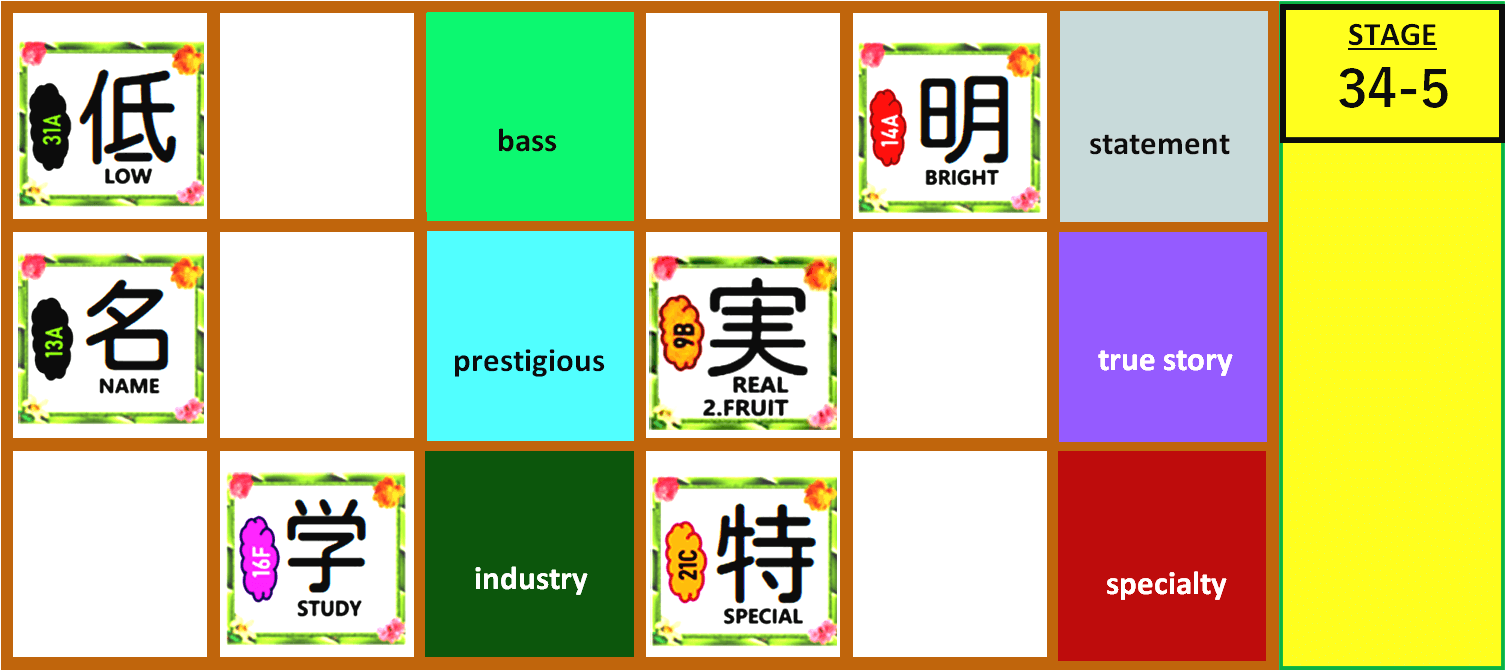 31A
低
LOW
bass
14A
明
BRIGHT
statement
STAGE
34-5
13A
名
NAME
prestigious
9B
実
REAL
2.FRUIT
true story
16F
学
STUDY
industry
21C
特
SPECIAL
specialty